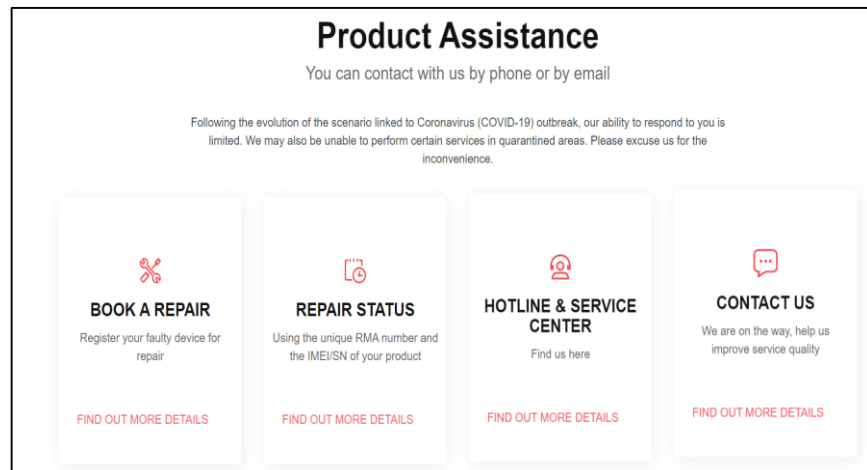 Product Assistance
You can contact with us by phone or by email
Following the evolution of the scenario linked to Coronavirus (COVID-19) outbreak, our ability to respond to you is
limited. We may also be unable to perform certain services in quarantined areas. Please excuse us for the
inconvenience.
BOOK A REPAIR
Register your faulty device for
repair
FIND OUT MORE DETAILS
REPAIR STATUS
Using the unique RMA number and
the IMEI/SN of your product
FIND OUT MORE DETAILS
HOTLINE & SERVICE
CENTER
Find us here
FIND OUT MORE DETAILS
CONTACT US
We are on the way, help us
improve service quality
FIND OUT MORE DETAILS